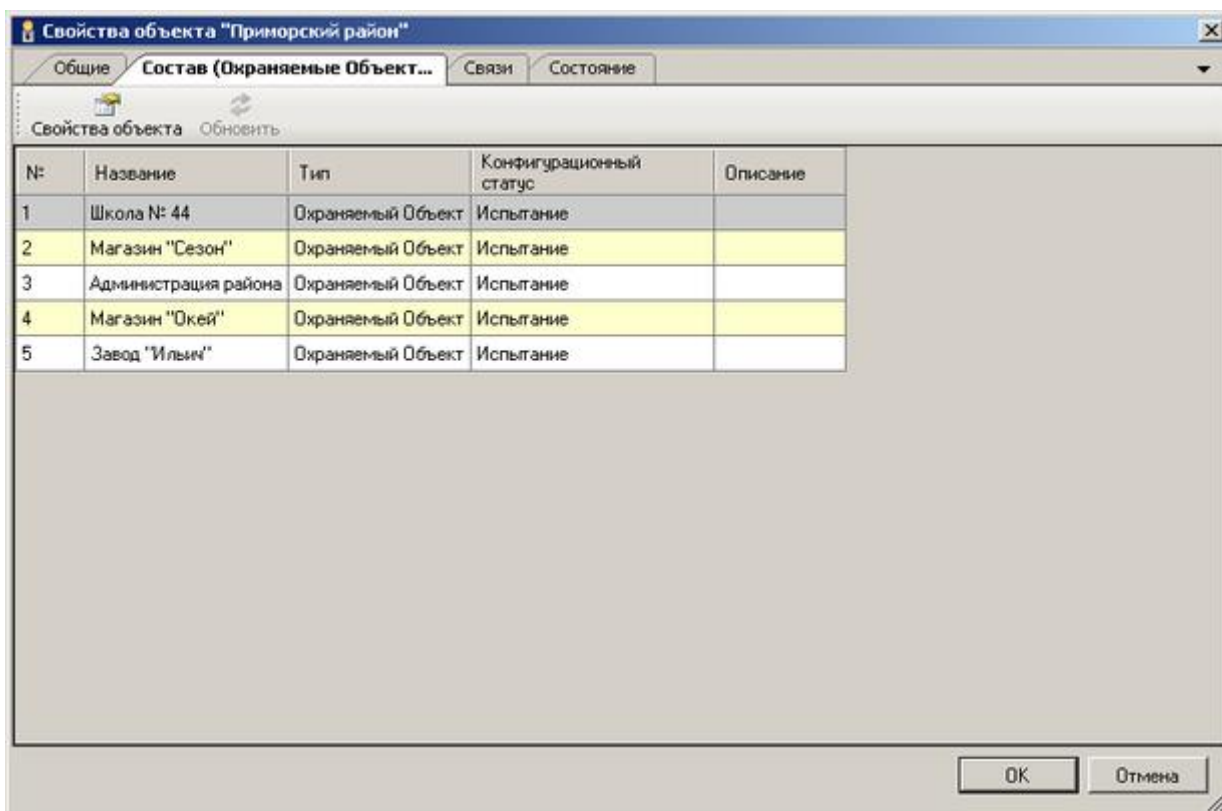 Свойства объекта "Приморский район"
Общие Состав (Охраняемые Объект... Связи Состояние
Свойства объекта Обновить
№ Название Тип Конфигурационный статус Описание
1 Школа № 44 Охраняемый Объект Испытание
2 Магазин "Сезон" Охраняемый Объект Испытание
3 Администрация района Охраняемый Объект Испытание
4 Магазин "Окей" Охраняемый Объект Испытание
5 Завод "Ильич" Охраняемый Объект Испытание
OK Отмена